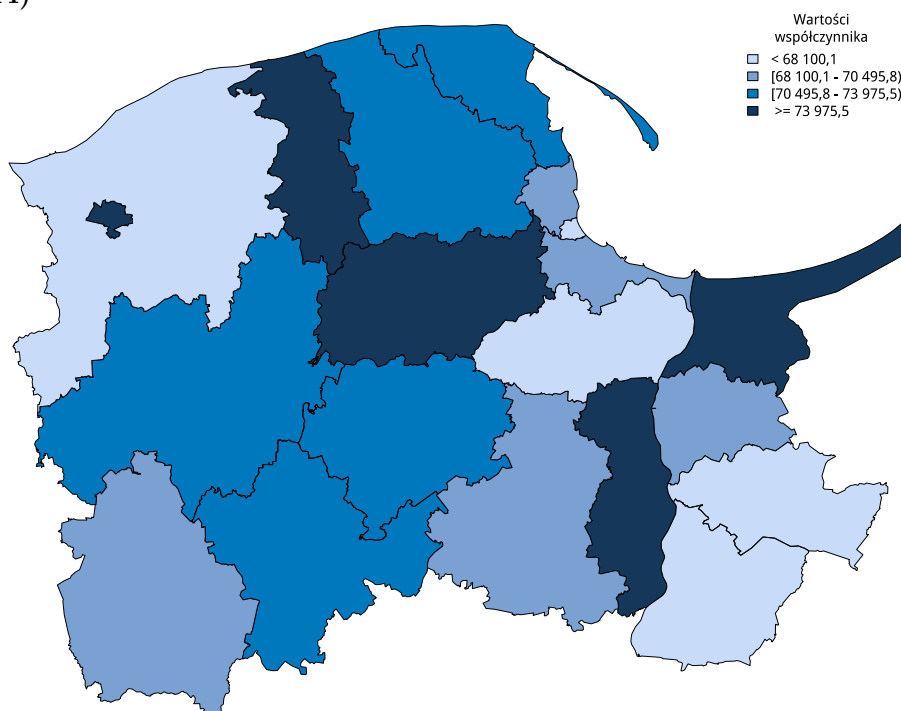 Wartości
współczynnika
< 68 100,1
[68 100,1 - 70 495,8)
[70 495,8 - 73 975,5)
>= 73 975,5